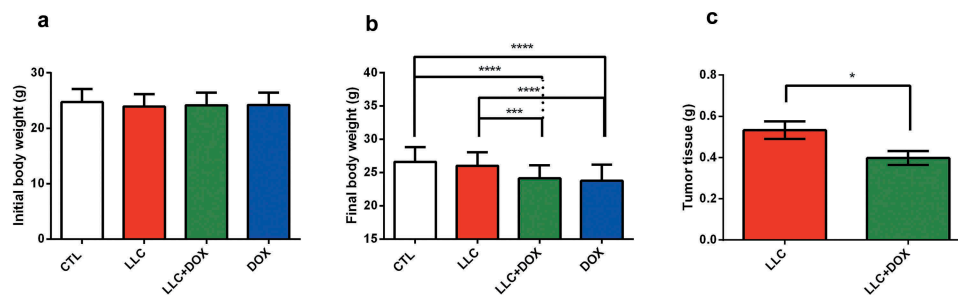 a
Initial body weight (g)
30
20
10
0
CTL
LLC
LLC+DOX
DOX
b
Final body weight (g)
40
35
30
25
20
15
****
****
****
***
CTL
LLC
LLC+DOX
DOX
c
Tumor tissue (g)
0.8
0.6
0.4
0.2
0.0
*
LLC
LLC+DOX